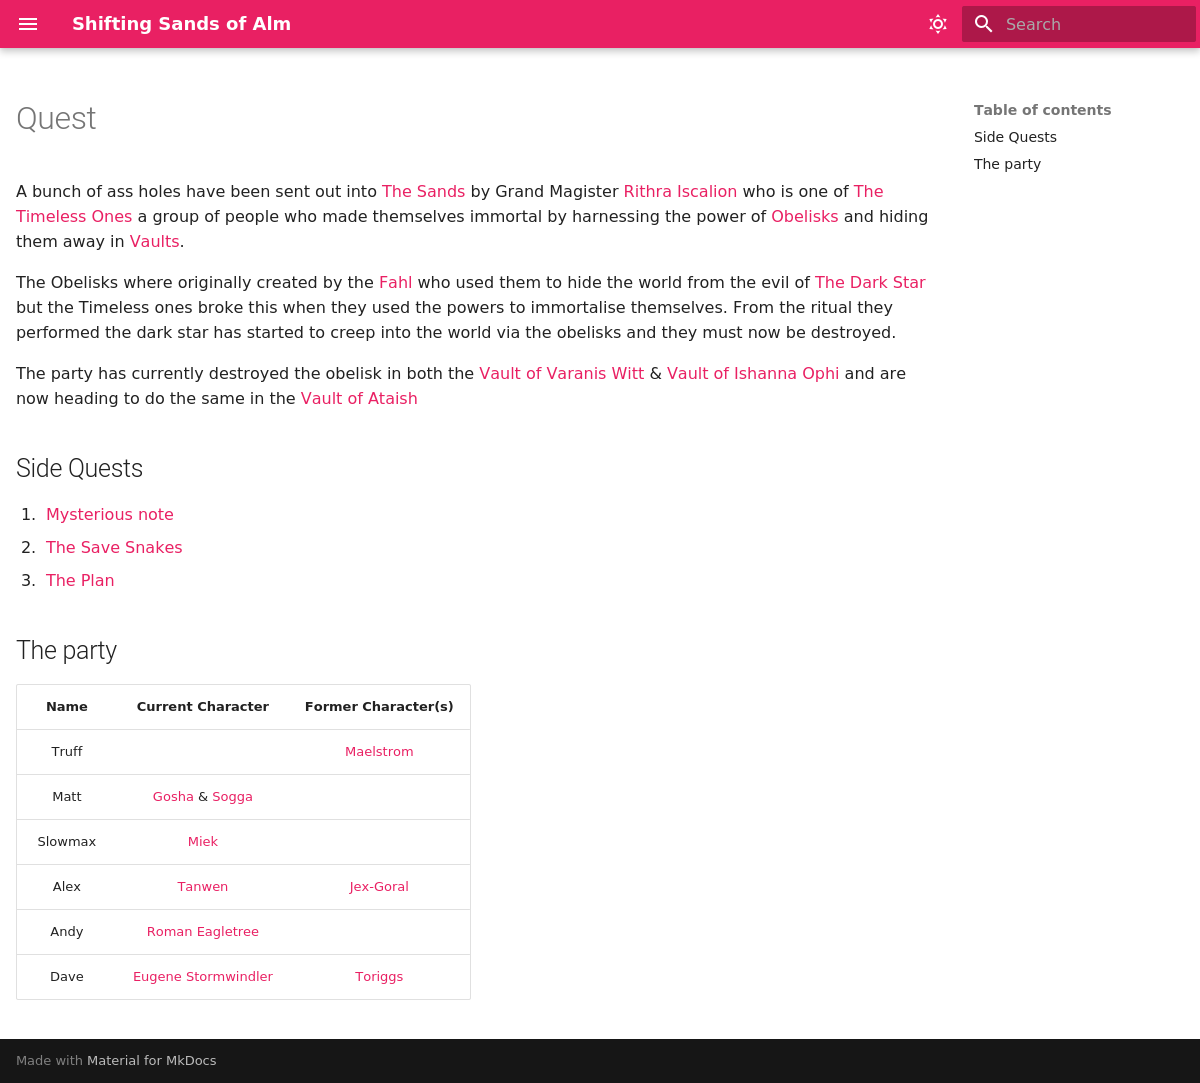 Shifting Sands of Alm
Search
Quest
A bunch of ass holes have been sent out into The Sands by Grand Magister Rithra Iscalion who is one of The
Timeless Ones a group of people who made themselves immortal by harnessing the power of Obelisks and hiding
them away in Vaults.
The Obelisks where originally created by the Fahl who used them to hide the world from the evil of The Dark Star
but the Timeless ones broke this when they used the powers to immortalise themselves. From the ritual they
performed the dark star has started to creep into the world via the obelisks and they must now be destroyed.
The party has currently destroyed the obelisk in both the Vault of Varanis Witt & Vault of Ishanna Ophi and are
now heading to do the same in the Vault of Ataish
Side Quests
1. Mysterious note
2. The Save Snakes
3. The Plan
The party
Name Current Character Former Character(s)
Truff Maelstrom
Matt Gosha & Sogga
Slowmax Miek
Alex Tanwen Jex-Goral
Andy Roman Eagletree
Dave Eugene Stormwindler Toriggs
Table of contents
Side Quests
The party
Made with Material for MkDocs